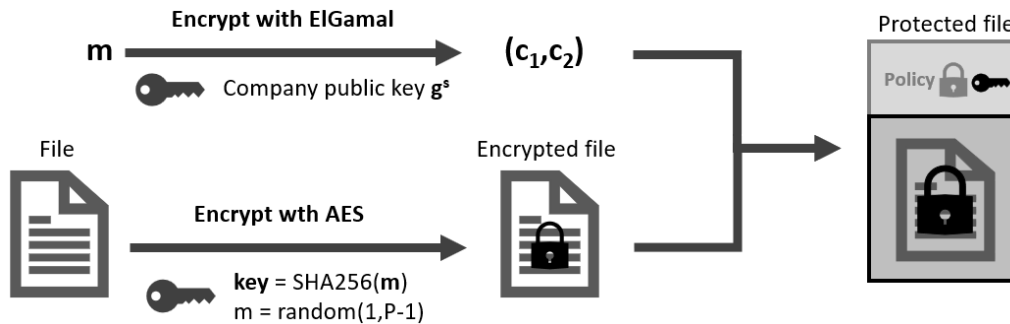 Encrypt with ElGamal
m
(c₁,c₂)
Company public key gˢ
Protected file
Policy
File
Encrypted file
Encrypt wth AES
key = SHA256(m)
m = random(1,P-1)